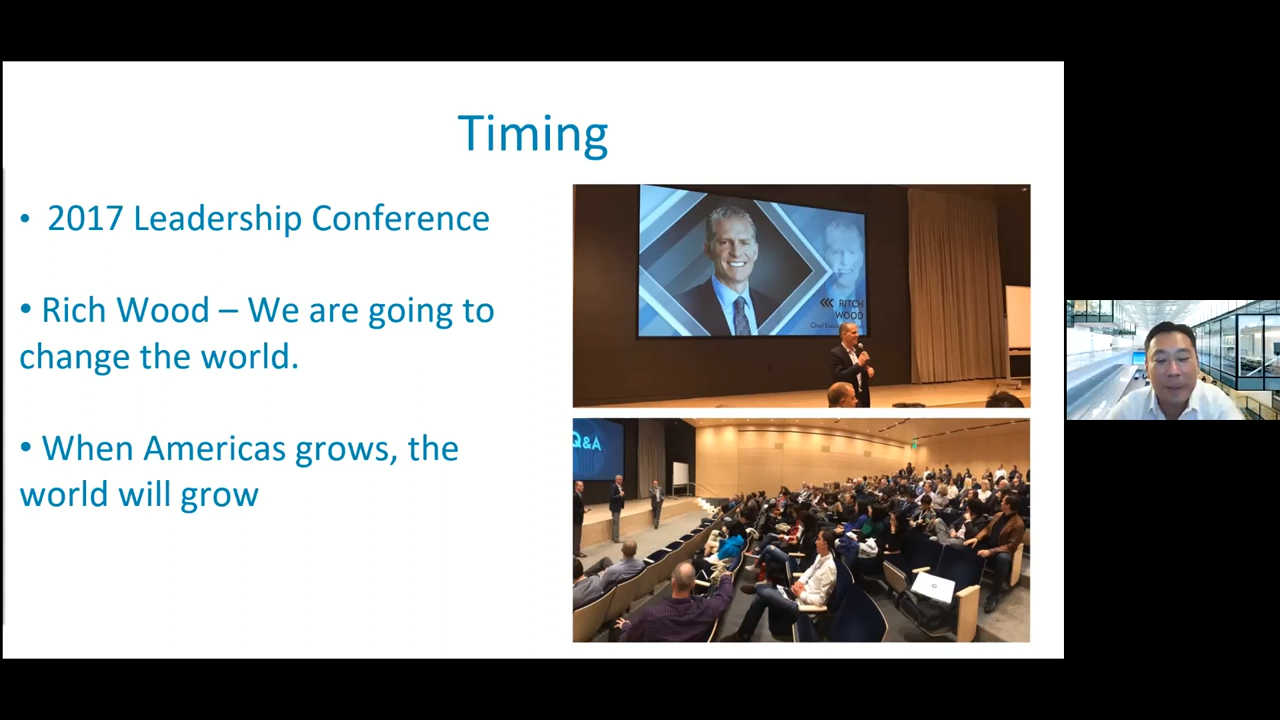 Timing
• 2017 Leadership Conference
• Rich Wood – We are going to
change the world.
• When Americas grows, the
world will grow
RITCH
WOOD
Q&A